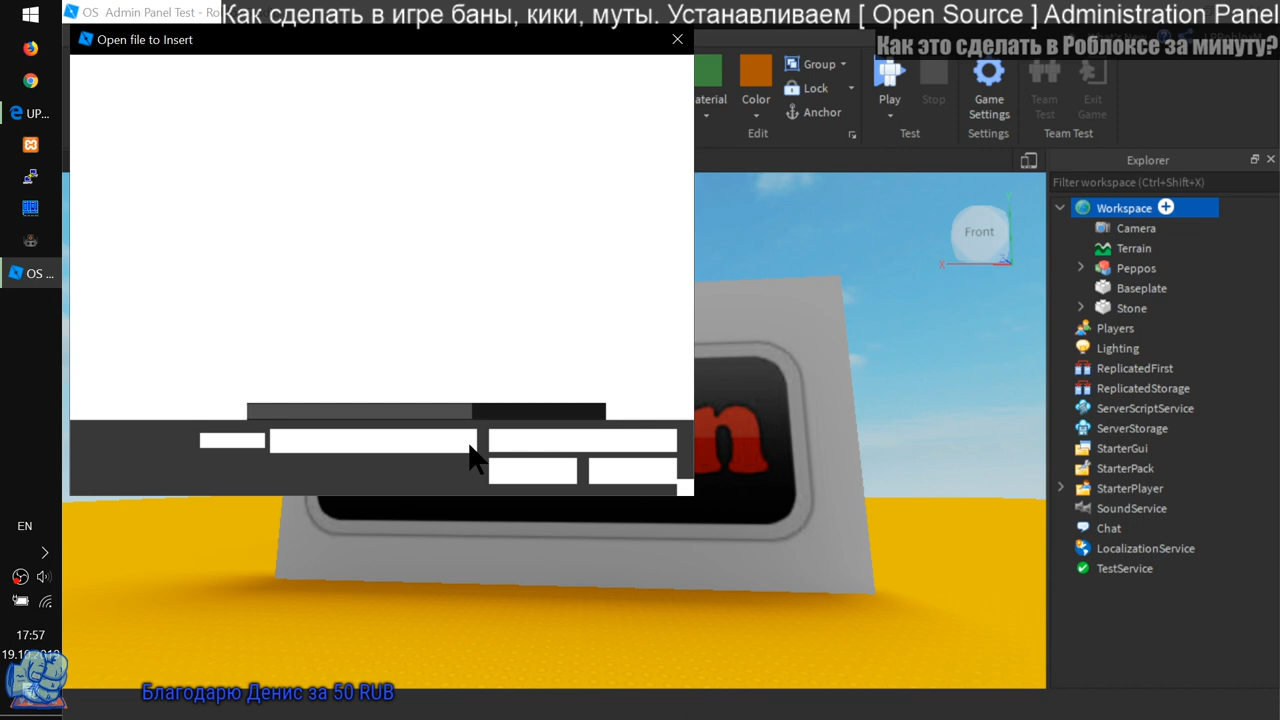 OS Admin Panel Test - Ro
Как сделать в игре баны, кики, муты. Устанавливаем [ Open Source ] Administration Panel
Как это сделать в Роблоксе за минуту?
Open file to Insert
Group
Lock
Anchor
aterial
Color
Edit
Play
Stop
Test
Game
Settings
Settings
Team
Test
Exit
Game
Team Test
UP...
OS ...
Explorer
Filter workspace (Ctrl+Shift+X)
Workspace
Camera
Terrain
Peppos
Baseplate
Stone
Players
Lighting
ReplicatedFirst
ReplicatedStorage
ServerScriptService
ServerStorage
StarterGui
StarterPack
StarterPlayer
SoundService
Chat
LocalizationService
TestService
Front
X
n
EN
17:57
Благодарю Денис за 50 RUB